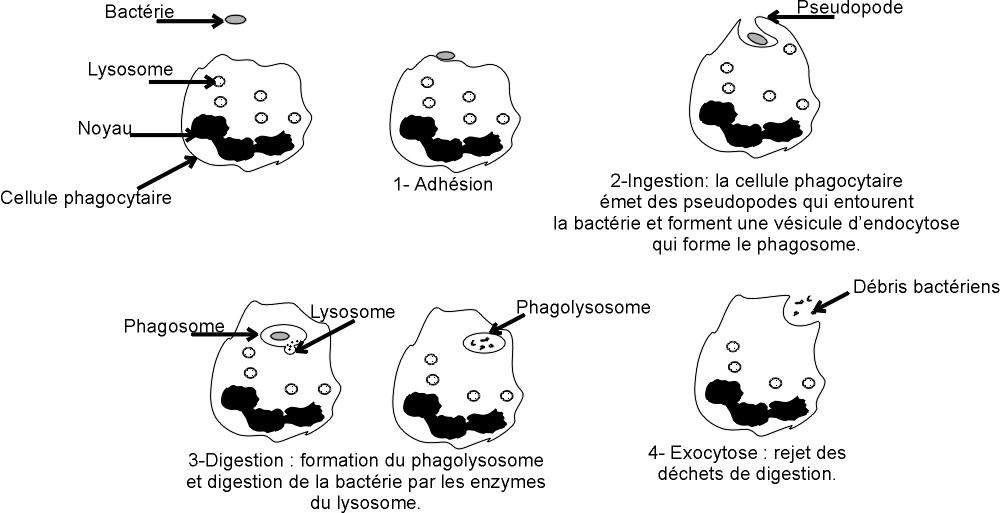 Bactérie
Lysosome
Noyau
Cellule phagocytaire
1- Adhésion
Pseudopode
2-Ingestion: la cellule phagocytaire
émet des pseudopodes qui entourent
la bactérie et forment une vésicule d'endocytose
qui forme le phagosome.
Phagosome
Lysosome
Phagolysosome
3-Digestion : formation du phagolysosome
et digestion de la bactérie par les enzymes
du lysosome.
Débris bactériens
4- Exocytose : rejet des
déchets de digestion.